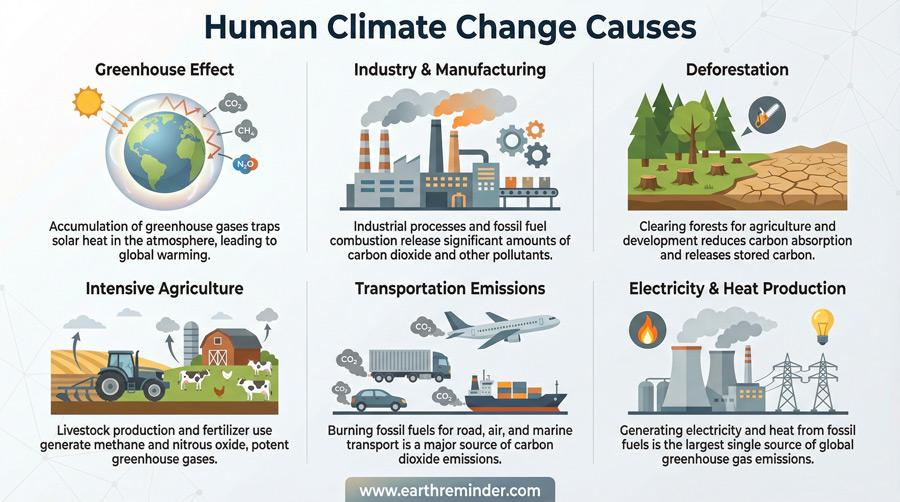 Human Climate Change Causes
Greenhouse Effect
CO₂
CH₄
N₂O
Accumulation of greenhouse gases traps
solar heat in the atmosphere, leading to
global warming.
Industry & Manufacturing
Industrial processes and fossil fuel
combustion release significant amounts of
carbon dioxide and other pollutants.
Deforestation
Clearing forests for agriculture and
development reduces carbon absorption
and releases stored carbon.
Intensive Agriculture
Livestock production and fertilizer use
generate methane and nitrous oxide, potent
greenhouse gases.
Transportation Emissions
CO₂
CO₂
CO₂
CO₂
Burning fossil fuels for road, air, and marine
transport is a major source of carbon
dioxide emissions.
Electricity & Heat Production
Generating electricity and heat from fossil
fuels is the largest single source of global
greenhouse gas emissions.
www.earthreminder.com